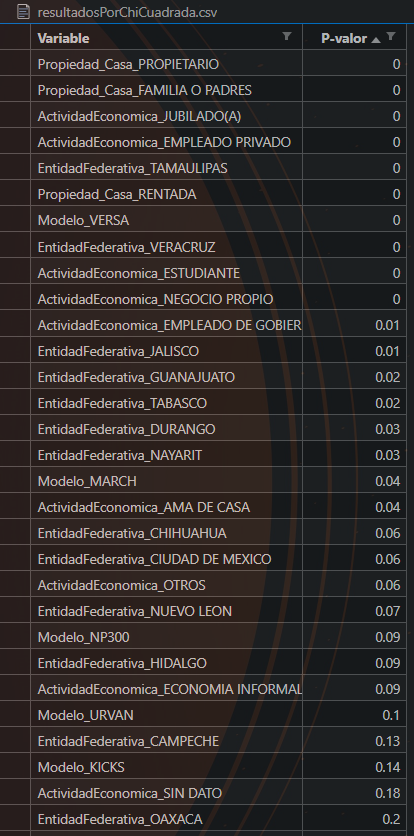 resultadosPorChiCuadrada.csv
Variable P-valor
Propiedad_Casa_PROPIETARIO 0
Propiedad_Casa_FAMILIA O PADRES 0
ActividadEconomica_JUBILADO(A) 0
ActividadEconomica_EMPLEADO PRIVADO 0
EntidadFederativa_TAMAULIPAS 0
Propiedad_Casa_RENTADA 0
Modelo_VERSA 0
EntidadFederativa_VERACRUZ 0
ActividadEconomica_ESTUDIANTE 0
ActividadEconomica_NEGOCIO PROPIO 0
ActividadEconomica_EMPLEADO DE GOBIER 0.01
EntidadFederativa_JALISCO 0.01
EntidadFederativa_GUANAJUATO 0.02
EntidadFederativa_TABASCO 0.02
EntidadFederativa_DURANGO 0.03
EntidadFederativa_NAYARIT 0.03
Modelo_MARCH 0.04
ActividadEconomica_AMA DE CASA 0.04
EntidadFederativa_CHIHUAHUA 0.06
EntidadFederativa_CIUDAD DE MEXICO 0.06
ActividadEconomica_OTROS 0.06
EntidadFederativa_NUEVO LEON 0.07
Modelo_NP300 0.09
EntidadFederativa_HIDALGO 0.09
ActividadEconomica_ECONOMIA INFORMAL 0.09
Modelo_URVAN 0.1
EntidadFederativa_CAMPECHE 0.13
Modelo_KICKS 0.14
ActividadEconomica_SIN DATO 0.18
EntidadFederativa_OAXACA 0.2